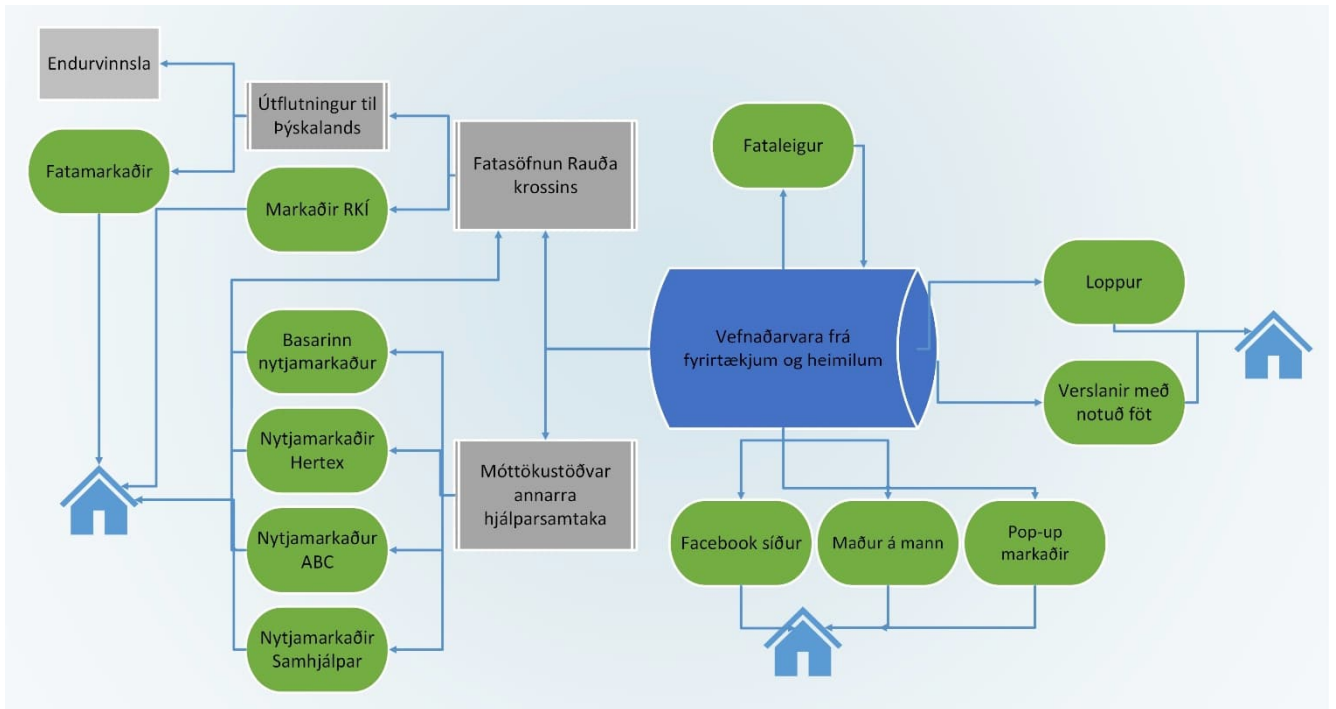 Endurvinnsla
Útflutningur til
Þýskalands
Fatamarkaðir
Markaðir RKÍ
Fatasöfnun Rauða
krossins
Fataleigur
Basarinn
nytjamarkaður
Nytjamarkaðir
Hertex
Nytjamarkaður
ABC
Nytjamarkaðir
Samhjálpar
Móttökustöðvar
annarra
hjálparsamtaka
Vefnaðarvara frá
fyrirtækjum og heimilum
Loppur
Verslanir með
notuð föt
Facebook síður
Maður á mann
Pop-up
markaðir